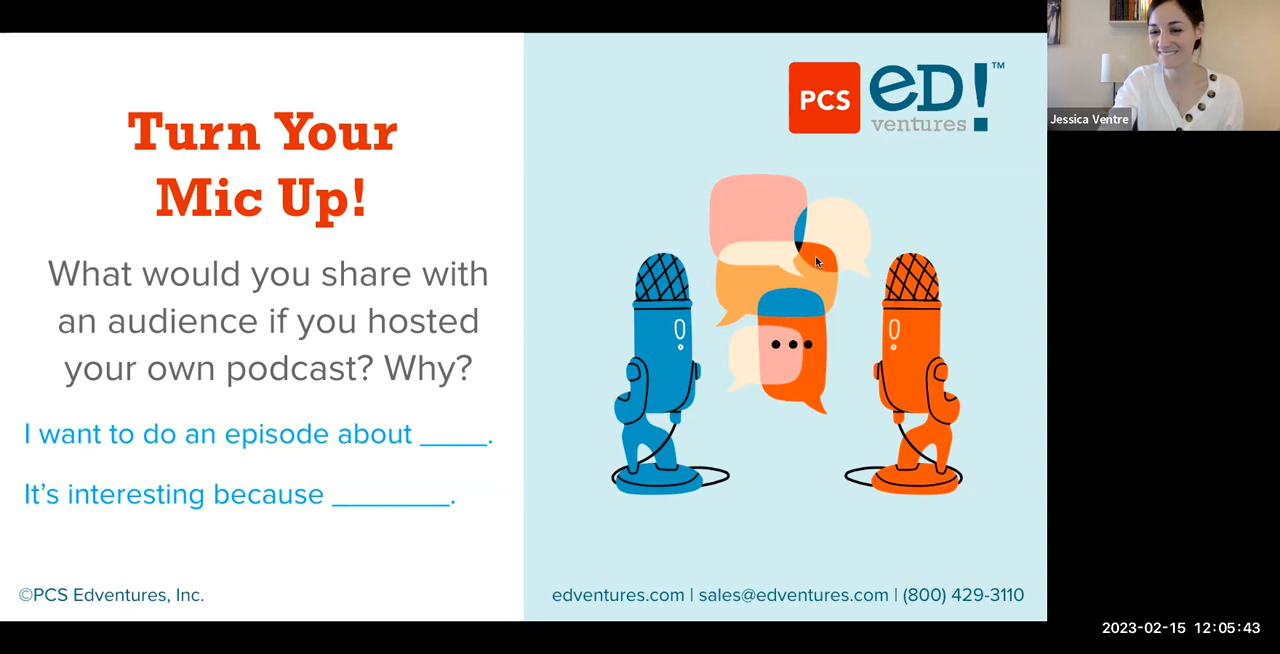 Turn Your
Mic Up!
What would you share with
an audience if you hosted
your own podcast? Why?
I want to do an episode about ____.
It's interesting because _______.
©PCS Edventures, Inc.
PCS
eD!™
ventures
edventures.com | sales@edventures.com | (800) 429-3110
Jessica Ventre
2023-02-15 12:05:43